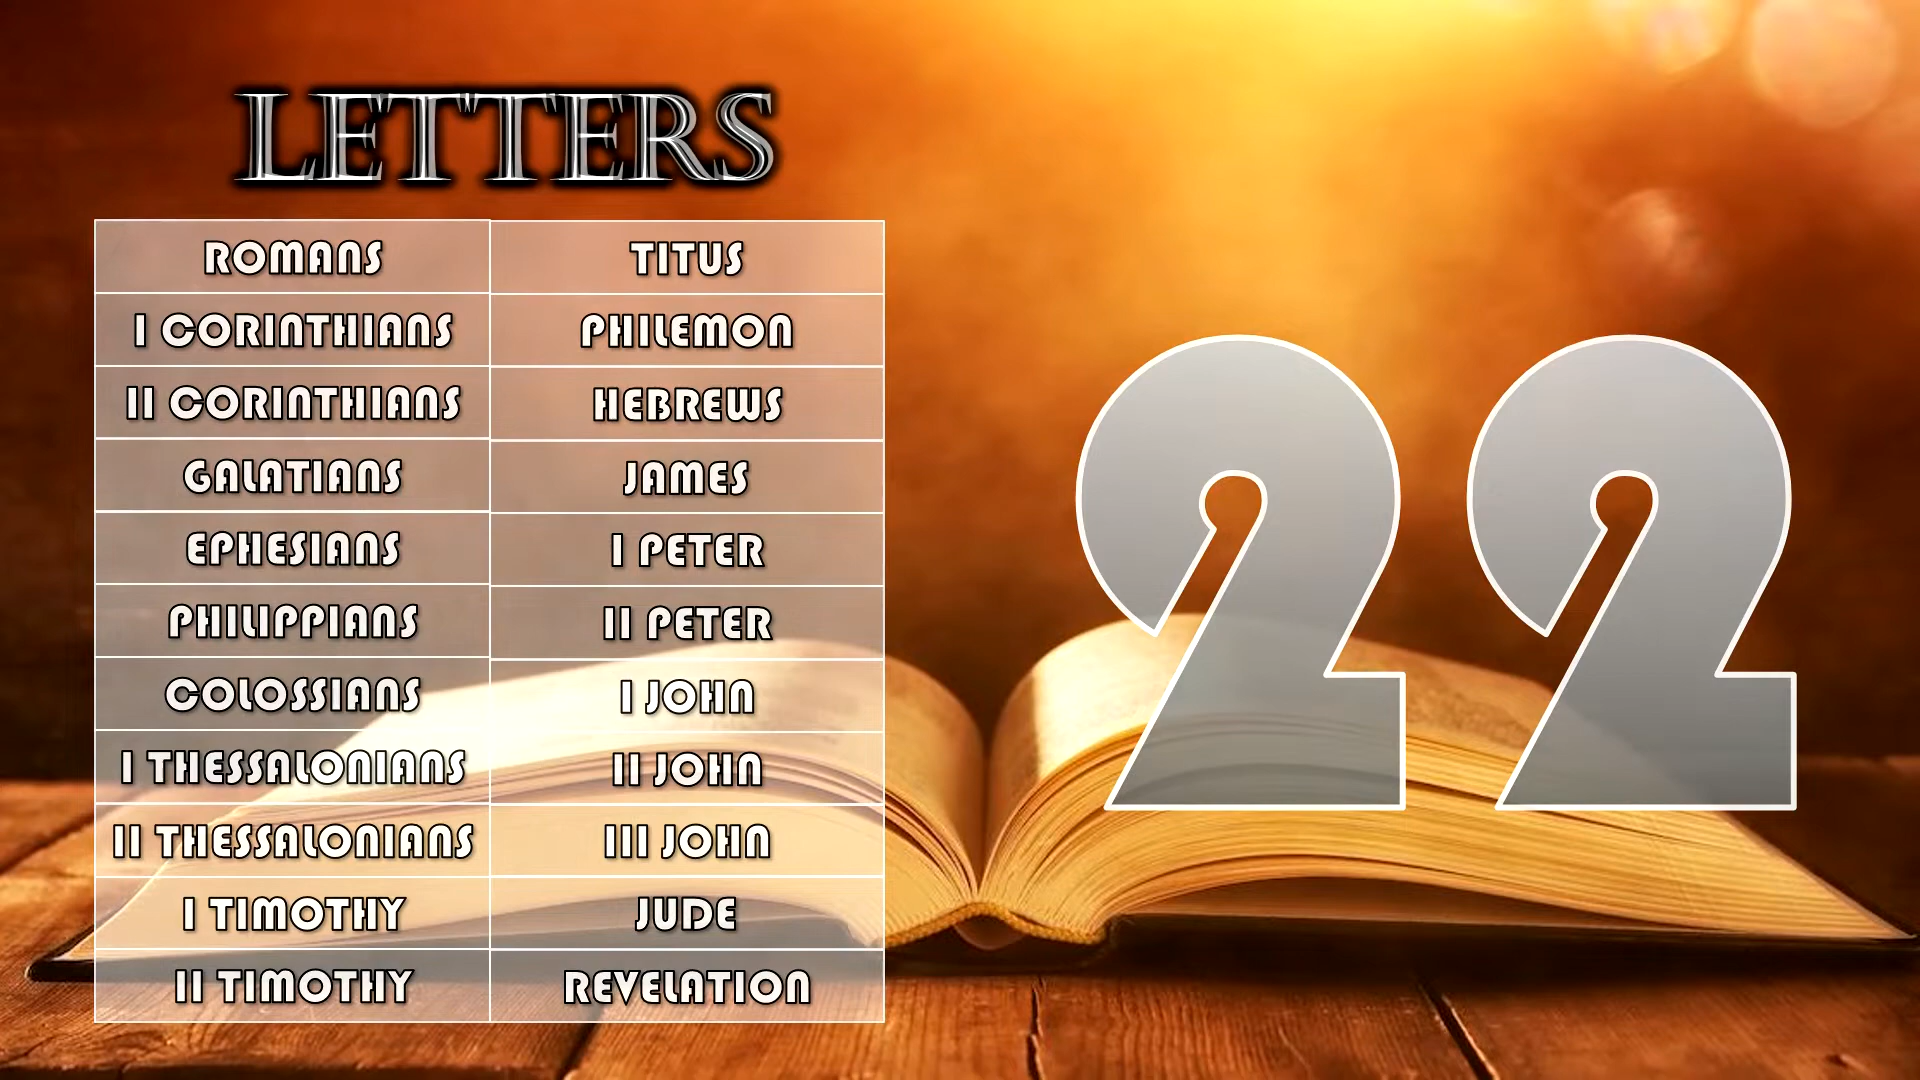 LETTERS
ROMANS
I CORINTHIANS
II CORINTHIANS
GALATIANS
EPHESIANS
PHILIPPIANS
COLOSSIANS
I THESSALONIANS
II THESSALONIANS
I TIMOTHY
II TIMOTHY
TITUS
PHILEMON
HEBREWS
JAMES
I PETER
II PETER
I JOHN
II JOHN
III JOHN
JUDE
REVELATION
22